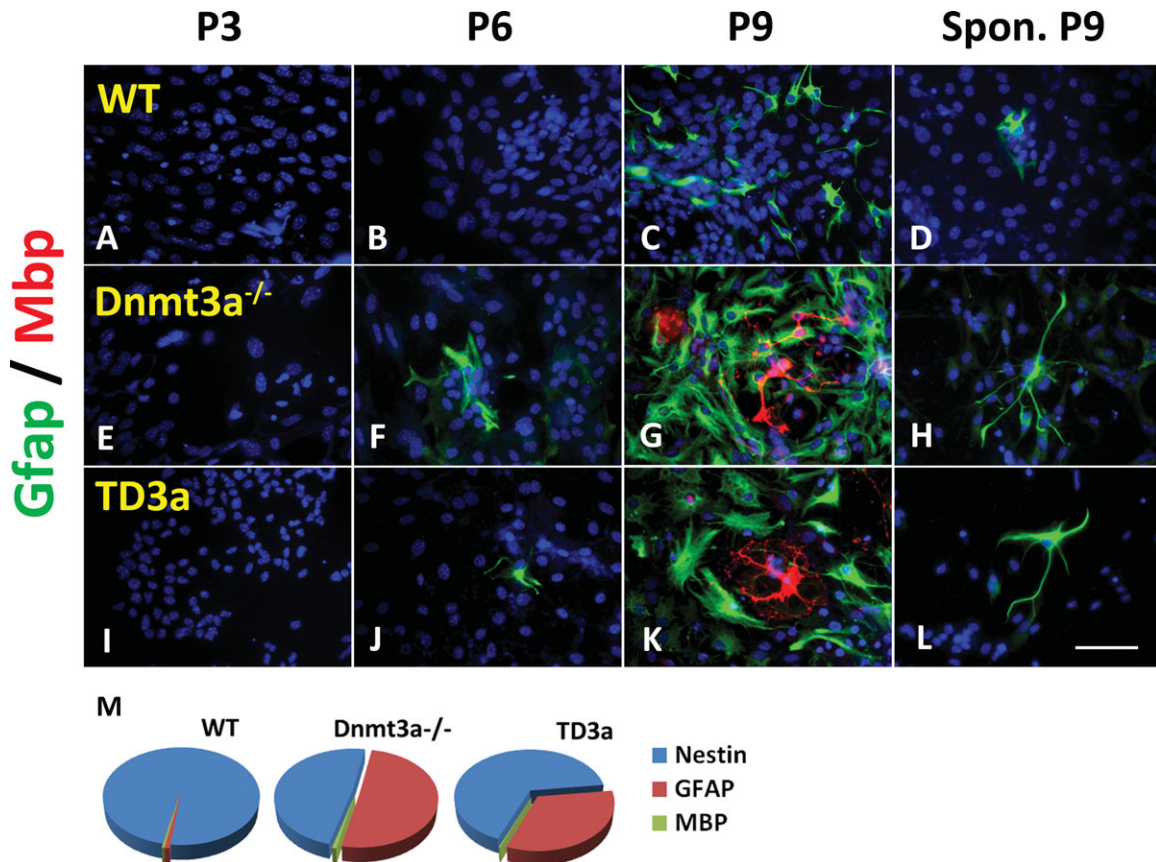 P3 P6 P9 Spon. P9
Gfap / Mbp
WT
A B C D
Dnmt3a-/-
E F G H
TD3a
I J K L
M
WT Dnmt3a-/- TD3a
Nestin
GFAP
MBP